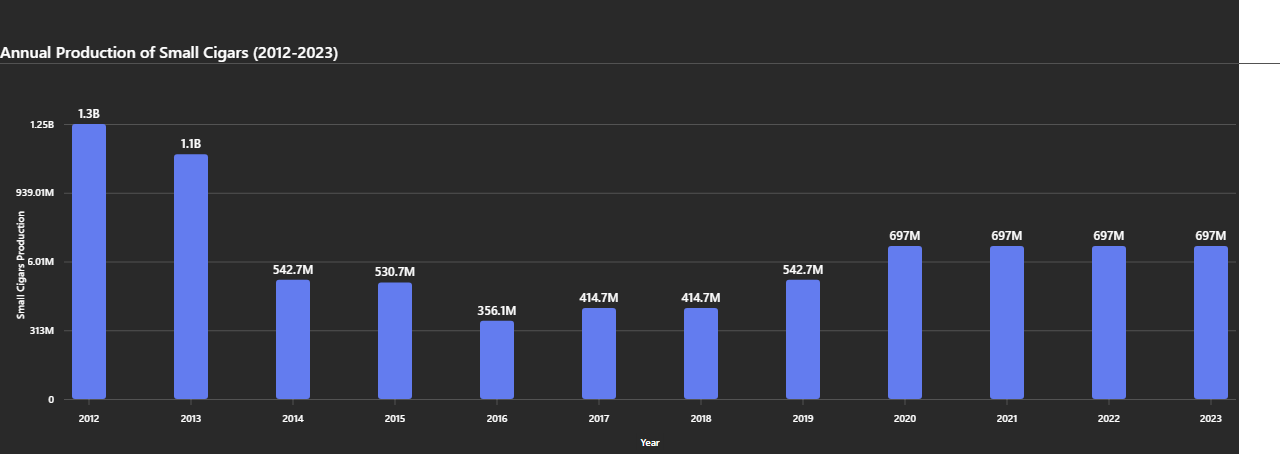 Annual Production of Small Cigars (2012-2023)
1.3B
1.1B
542.7M
530.7M
356.1M
414.7M
414.7M
542.7M
697M
697M
697M
697M
1.25B
939.01M
6.01M
313M
0
Small Cigars Production
2012
2013
2014
2015
2016
2017
2018
2019
2020
2021
2022
2023
Year